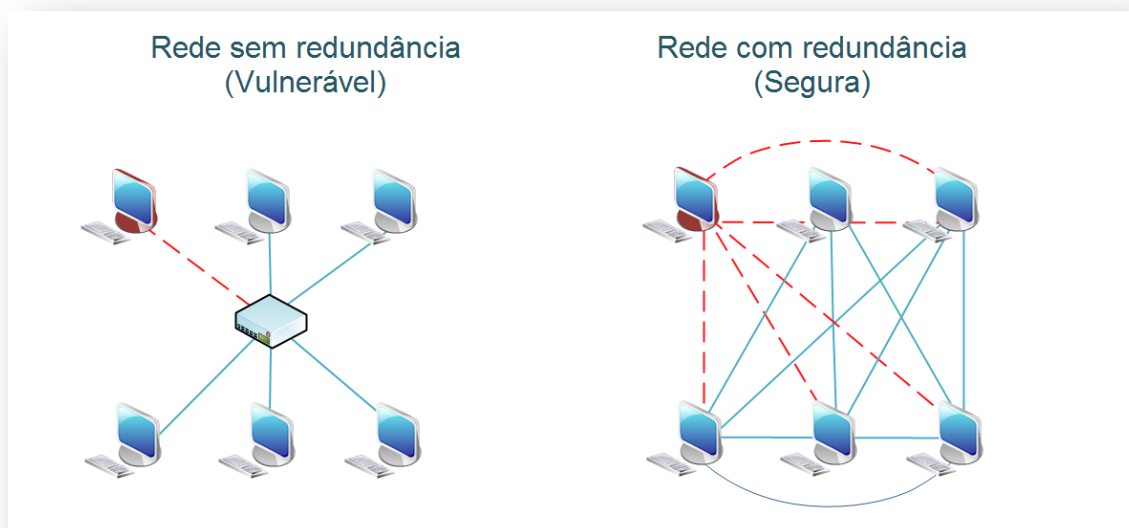 Rede sem redundância
(Vulnerável)
Rede com redundância
(Segura)